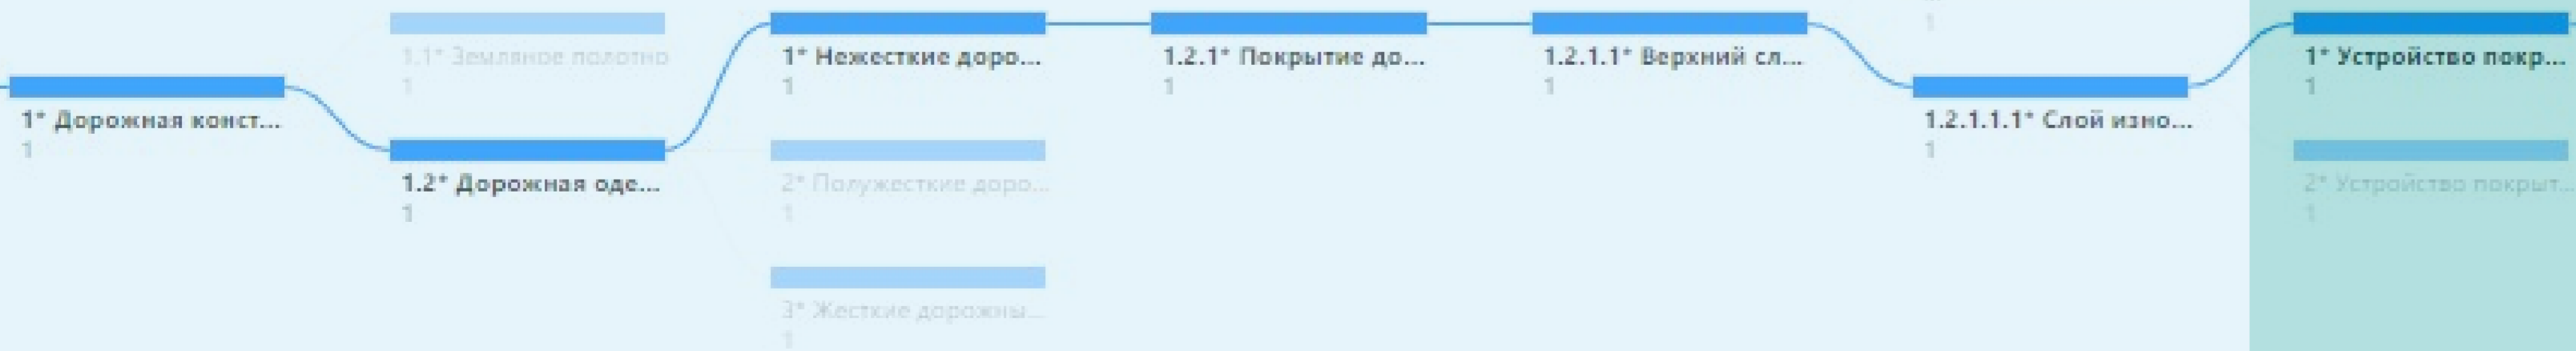 1* Дорожная конст...
1
1.1* Земляное полотно
1
1.2* Дорожная оде...
1
1* Нежесткие доро...
1
2* Полужесткие доро...
1
3* Жесткие дорожны...
1
1.2.1* Покрытие до...
1
1.2.1.1* Верхний сл...
1
1
1.2.1.1.1* Слой изно...
1
1* Устройство покр...
1
2* Устройство покрыт...
1